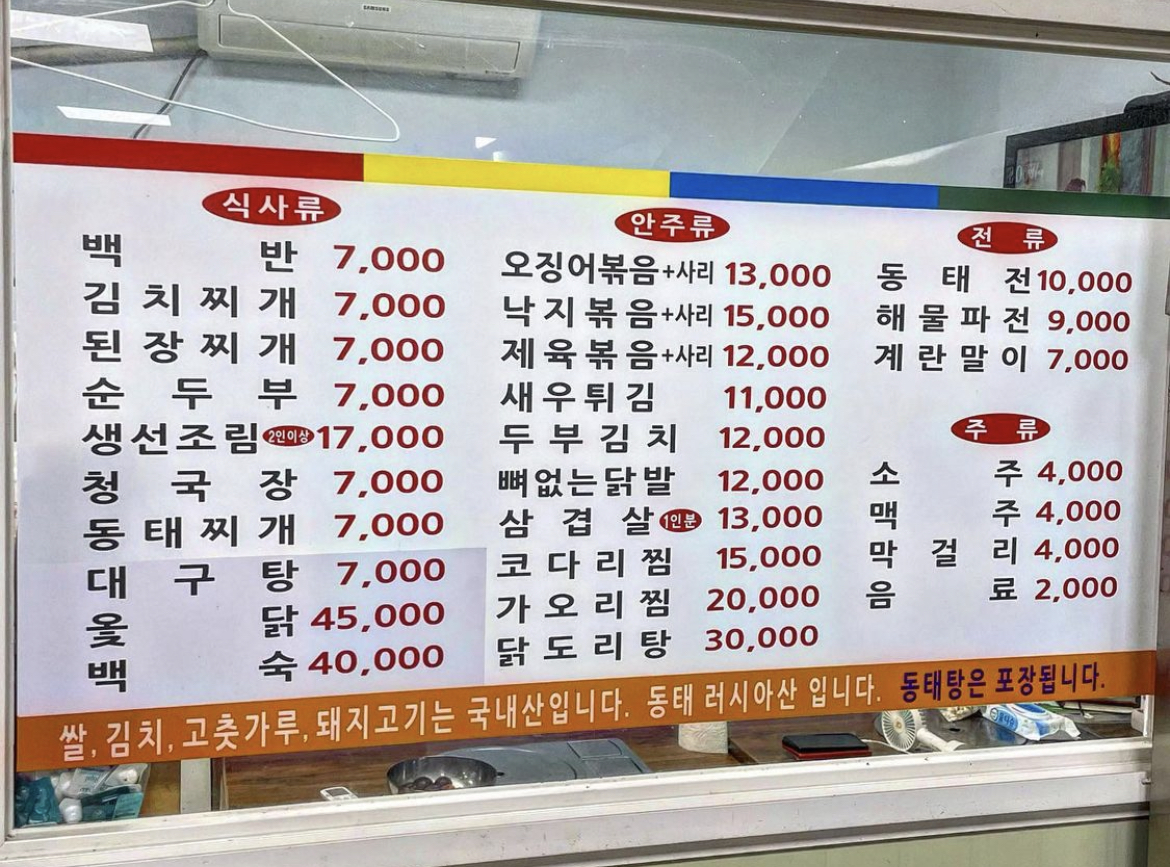 SAMSUNG
식사류
백반 7,000
김치찌개 7,000
된장찌개 7,000
순두부 7,000
생선조림 2인이상 17,000
청국장 7,000
동태찌개 7,000
대구탕 7,000
옻닭 45,000
백숙 40,000
안주류
오징어볶음+사리 13,000
낙지볶음+사리 15,000
제육볶음+사리 12,000
새우튀김 11,000
두부김치 12,000
뼈없는닭발 12,000
삼겹살 1인분 13,000
코다리찜 15,000
가오리찜 20,000
닭도리탕 30,000
전류
동태전 10,000
해물파전 9,000
계란말이 7,000
주류
소주 4,000
맥주 4,000
막걸리 4,000
음료 2,000
쌀,김치,고춧가루,돼지고기는 국내산입니다. 동태 러시아산 입니다. 동태탕은 포장됩니다.